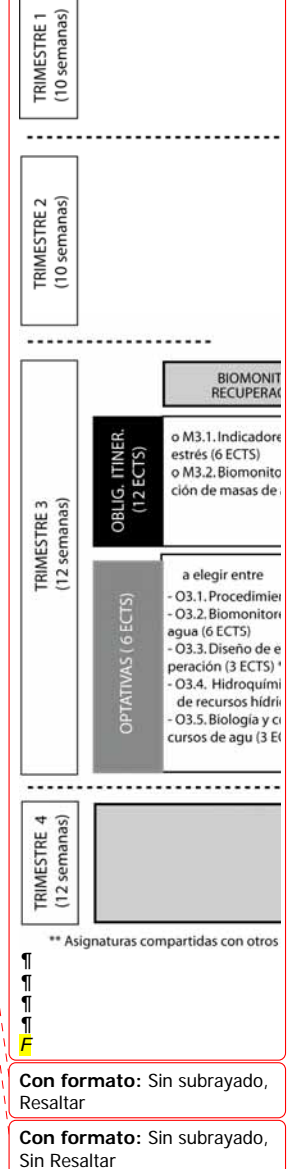 TRIMESTRE 1
(10 semanas)
TRIMESTRE 2
(10 semanas)
TRIMESTRE 3
(12 semanas)
BIOMONIT
RECUPERAC
OBLIG. ITINER.
(12 ECTS)
o M3.1. Indicadore
estrés (6 ECTS)
o M3.2. Biomonito
ción de masas de
OPTATIVAS ( 6 ECTS)
a elegir entre
- O3.1. Procedimier
- O3.2. Biomonitore
agua (6 ECTS)
- O3.3. Diseño de e
peración (3 ECTS) *
- O3.4. Hidroquími
de recursos hídri
- O3.5. Biología y c
cursos de agu (3 E
TRIMESTRE 4
(12 semanas)
** Asignaturas compartidas con otros
¶
¶
¶
¶
F
Con formato: Sin subrayado,
Resaltar
Con formato: Sin subrayado,
Sin Resaltar